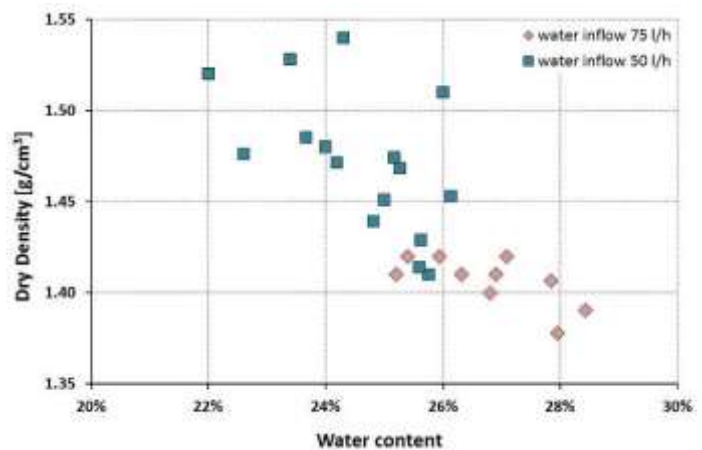 1.55
water inflow 75 l/h
water inflow 50 l/h
1.50
Dry Density [g/cm³]
1.45
1.40
1.35
20% 22% 24% 26% 28% 30%
Water content